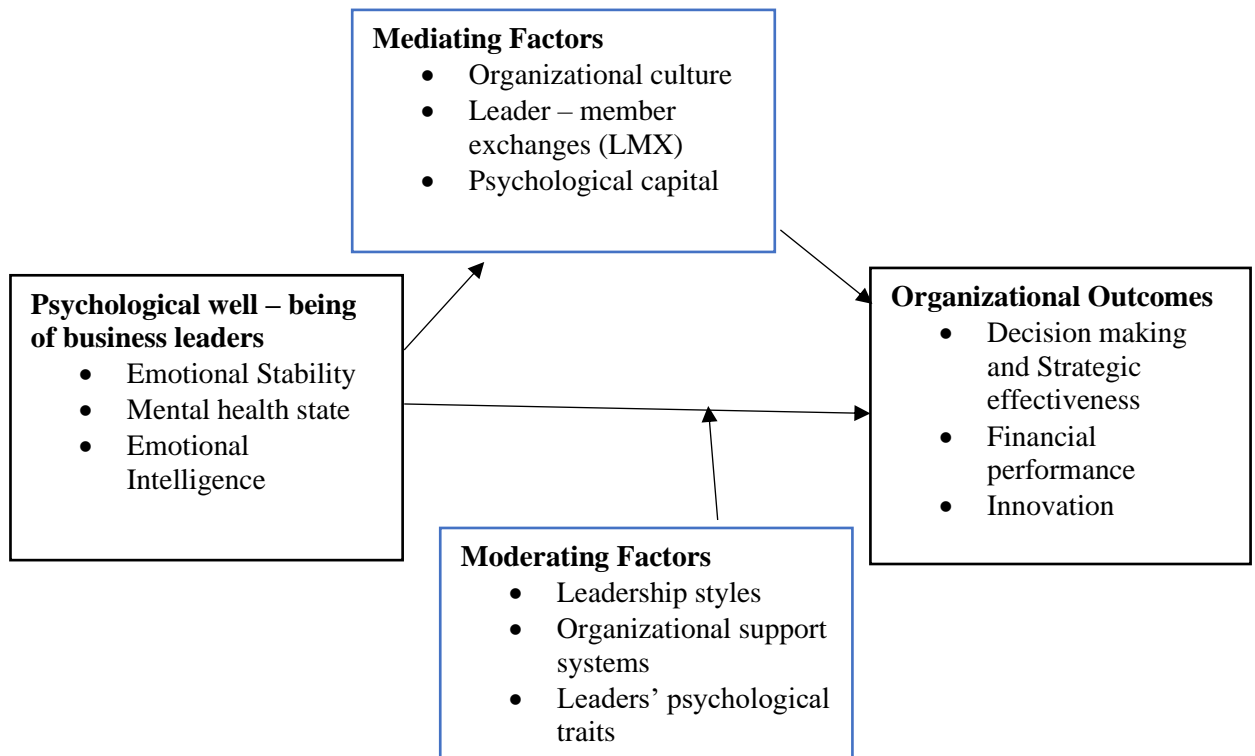 Mediating Factors
• Organizational culture
• Leader – member
exchanges (LMX)
• Psychological capital
Psychological well – being
of business leaders
• Emotional Stability
• Mental health state
• Emotional
Intelligence
Organizational Outcomes
• Decision making
and Strategic
effectiveness
• Financial
performance
• Innovation
Moderating Factors
• Leadership styles
• Organizational support
systems
• Leaders’ psychological
traits